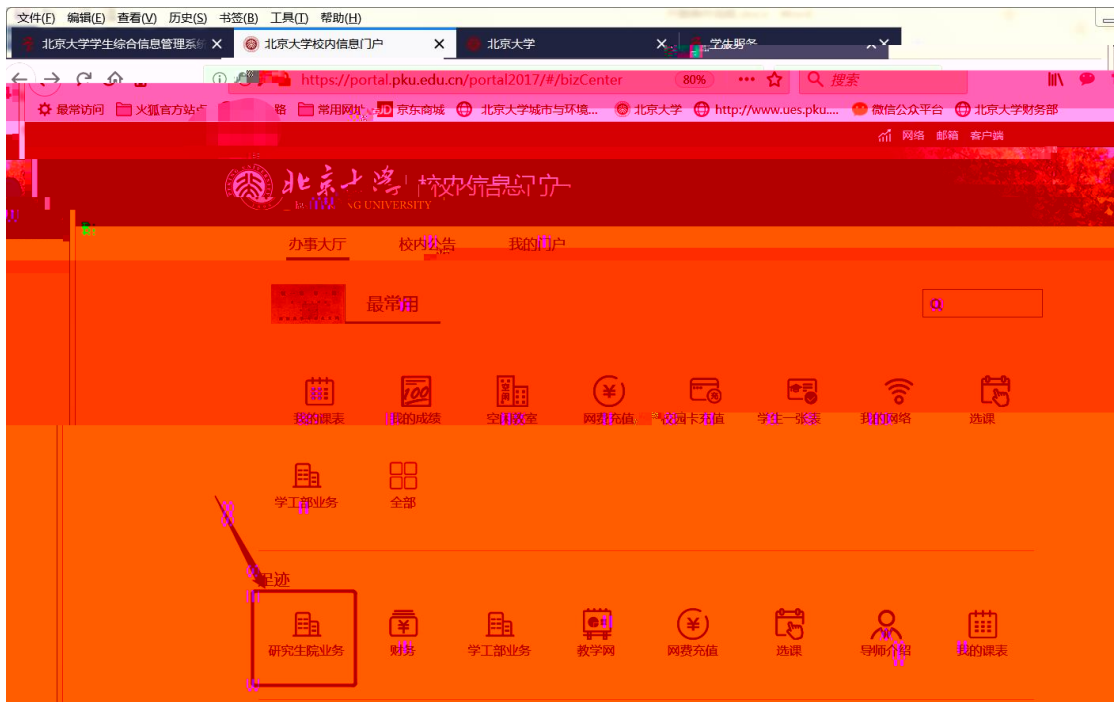 文件(F) 编辑(E) 查看(V) 历史(S) 书签(B) 工具(T) 帮助(H)
北京大学学生综合信息管理系统 北京大学校内信息门户 北京大学
https://portal.pku.edu.cn/portal2017/#/bizCenter 80% 搜索
最常访问 火狐官方站点 常用网址 JD 京东商城 北京大学城市与环境... 北京大学 http://www.ues.pku.... 微信公众平台 北京大学财务部
网络 邮箱 客户端
北京大学 校内信息门户
NG UNIVERSITY
办事大厅 校内公告 我的门户
最常用
我的课表 我的成绩 空闲教室 网费充值 校园卡充值 学生一张表 我的网络 选课
学工部业务 全部
足迹
研究生院业务 财务 学工部业务 教学网 网费充值 选课 导师介绍 我的课表